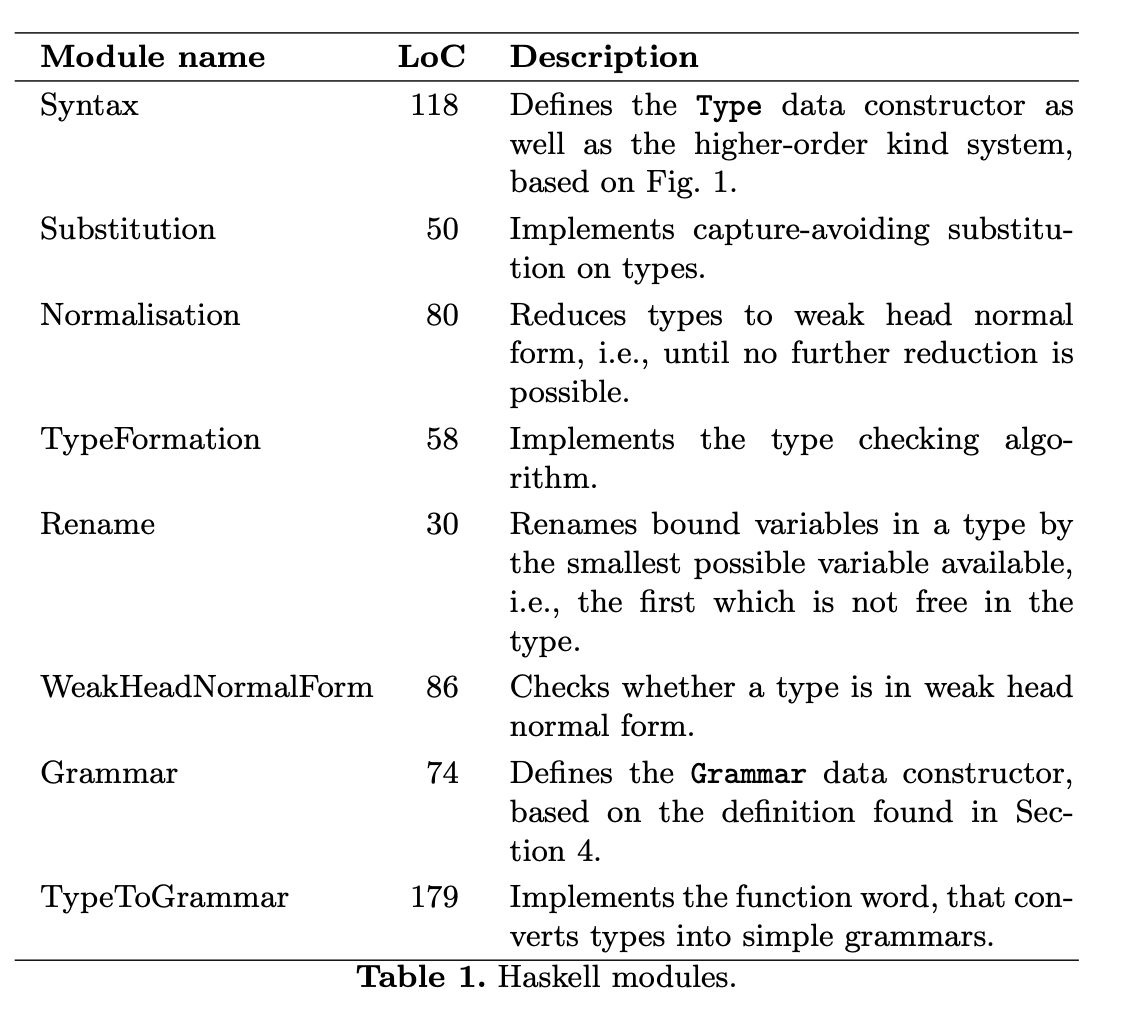 Module name LoC Description
Syntax 118 Defines the Type data constructor as
well as the higher-order kind system,
based on Fig. 1.
Substitution 50 Implements capture-avoiding substitu-
tion on types.
Normalisation 80 Reduces types to weak head normal
form, i.e., until no further reduction is
possible.
TypeFormation 58 Implements the type checking algo-
rithm.
Rename 30 Renames bound variables in a type by
the smallest possible variable available,
i.e., the first which is not free in the
type.
WeakHeadNormalForm 86 Checks whether a type is in weak head
normal form.
Grammar 74 Defines the Grammar data constructor,
based on the definition found in Sec-
tion 4.
TypeToGrammar 179 Implements the function word, that con-
verts types into simple grammars.
Table 1. Haskell modules.